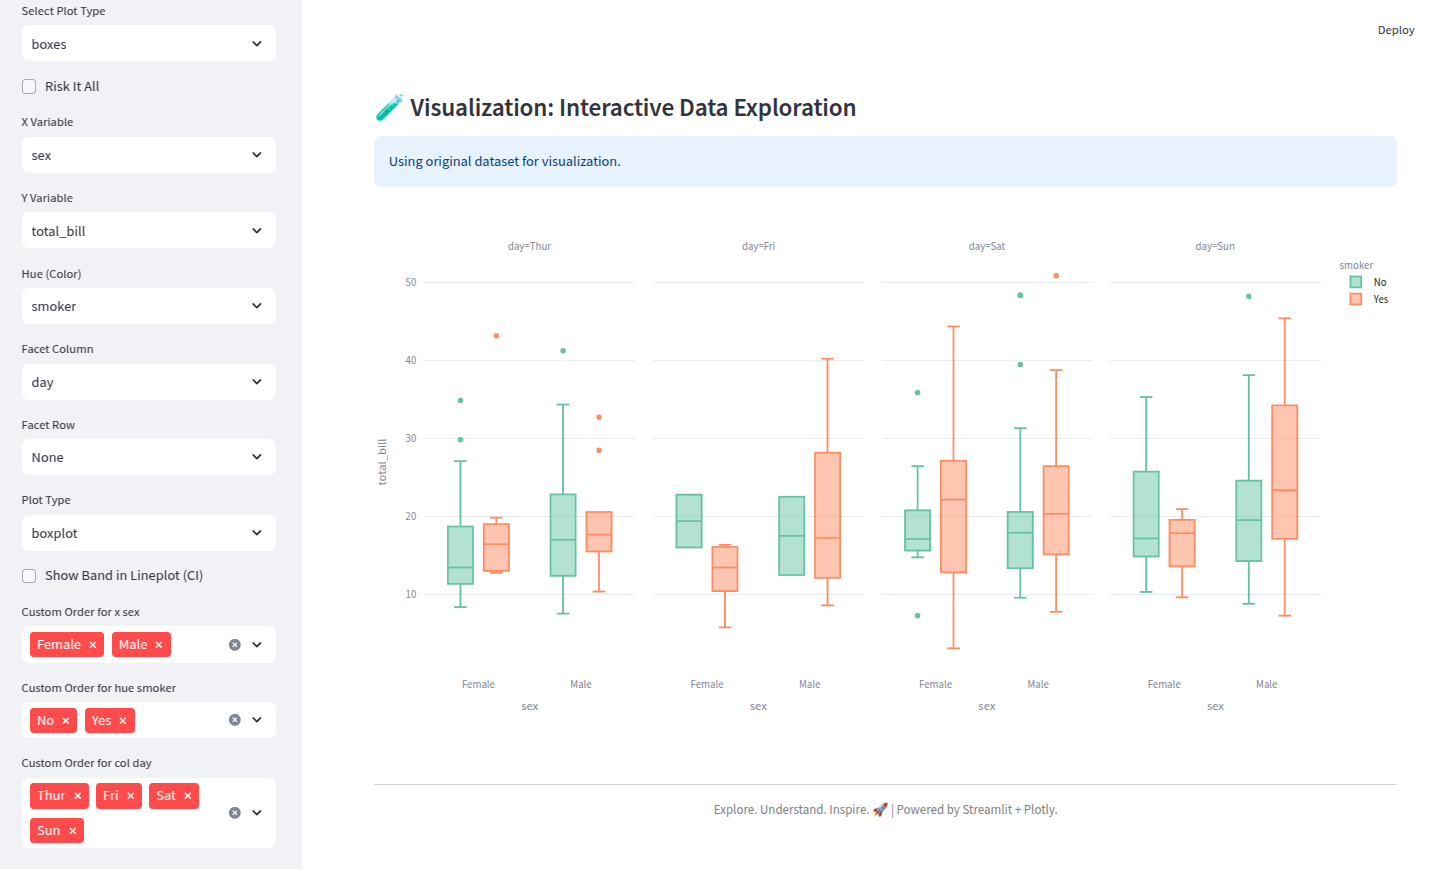 Select Plot Type
boxes
Risk It All
X Variable
sex
Y Variable
total_bill
Hue (Color)
smoker
Facet Column
day
Facet Row
None
Plot Type
boxplot
Show Band in Lineplot (CI)
Custom Order for x sex
Female Male
Custom Order for hue smoker
No Yes
Custom Order for col day
Thur Fri Sat
Sun
Deploy
🧪 Visualization: Interactive Data Exploration
Using original dataset for visualization.
day=Thur day=Fri day=Sat day=Sun
smoker
No
Yes
total_bill
50
40
30
20
10
Female Male Female Male Female Male Female Male
sex sex sex sex
Explore. Understand. Inspire. 🚀 | Powered by Streamlit + Plotly.